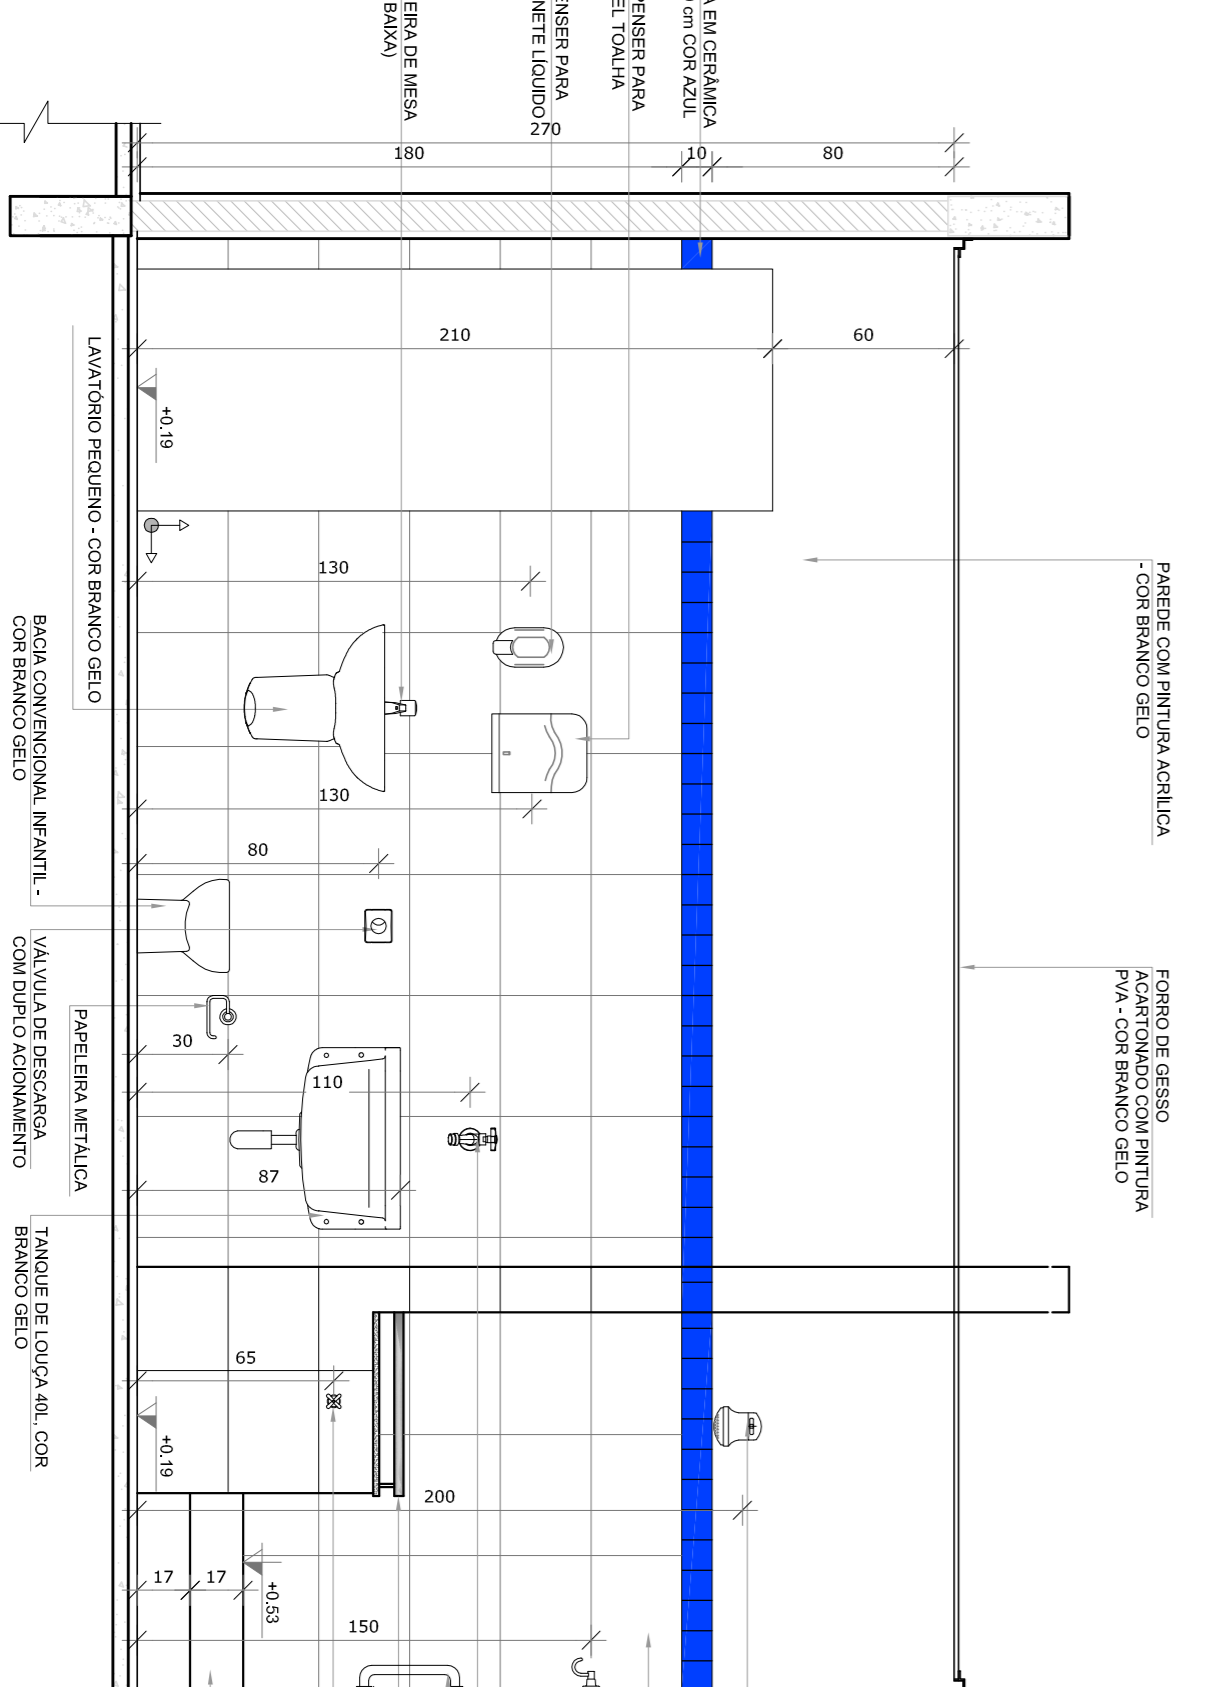 A EM CERÂMICA
cm COR AZUL
ENSER PARA
EL TOALHA
ENSER PARA
NETE LÍQUIDO
EIRA DE MESA
BAIXA)
270
180
10
80
210
60
+0.19
LAVATÓRIO PEQUENO - COR BRANCO GELO
PAREDE COM PINTURA ACRÍLICA
- COR BRANCO GELO
130
130
80
BACIA CONVENCIONAL INFANTIL -
COR BRANCO GELO
FORRO DE GESSO
ACARTONADO COM PINTURA
PVA - COR BRANCO GELO
VÁLVULA DE DESCARGA
COM DUPLO ACIONAMENTO
PAPELEIRA METÁLICA
30
110
87
TANQUE DE LOUÇA 40L, COR
BRANCO GELO
65
+0.19
200
17
17
+0.53
150